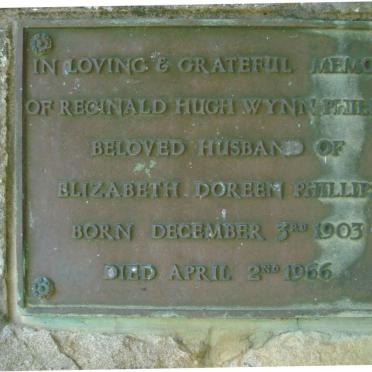 IN LOVING & GRATEFUL MEMO
OF REGINALD HUGH WYNN PHIL
BELOVED HUSBAND OF
ELIZABETH DOREEN PHILLIP
BORN DECEMBER 3RD 1903
DIED APRIL 2ND 1966